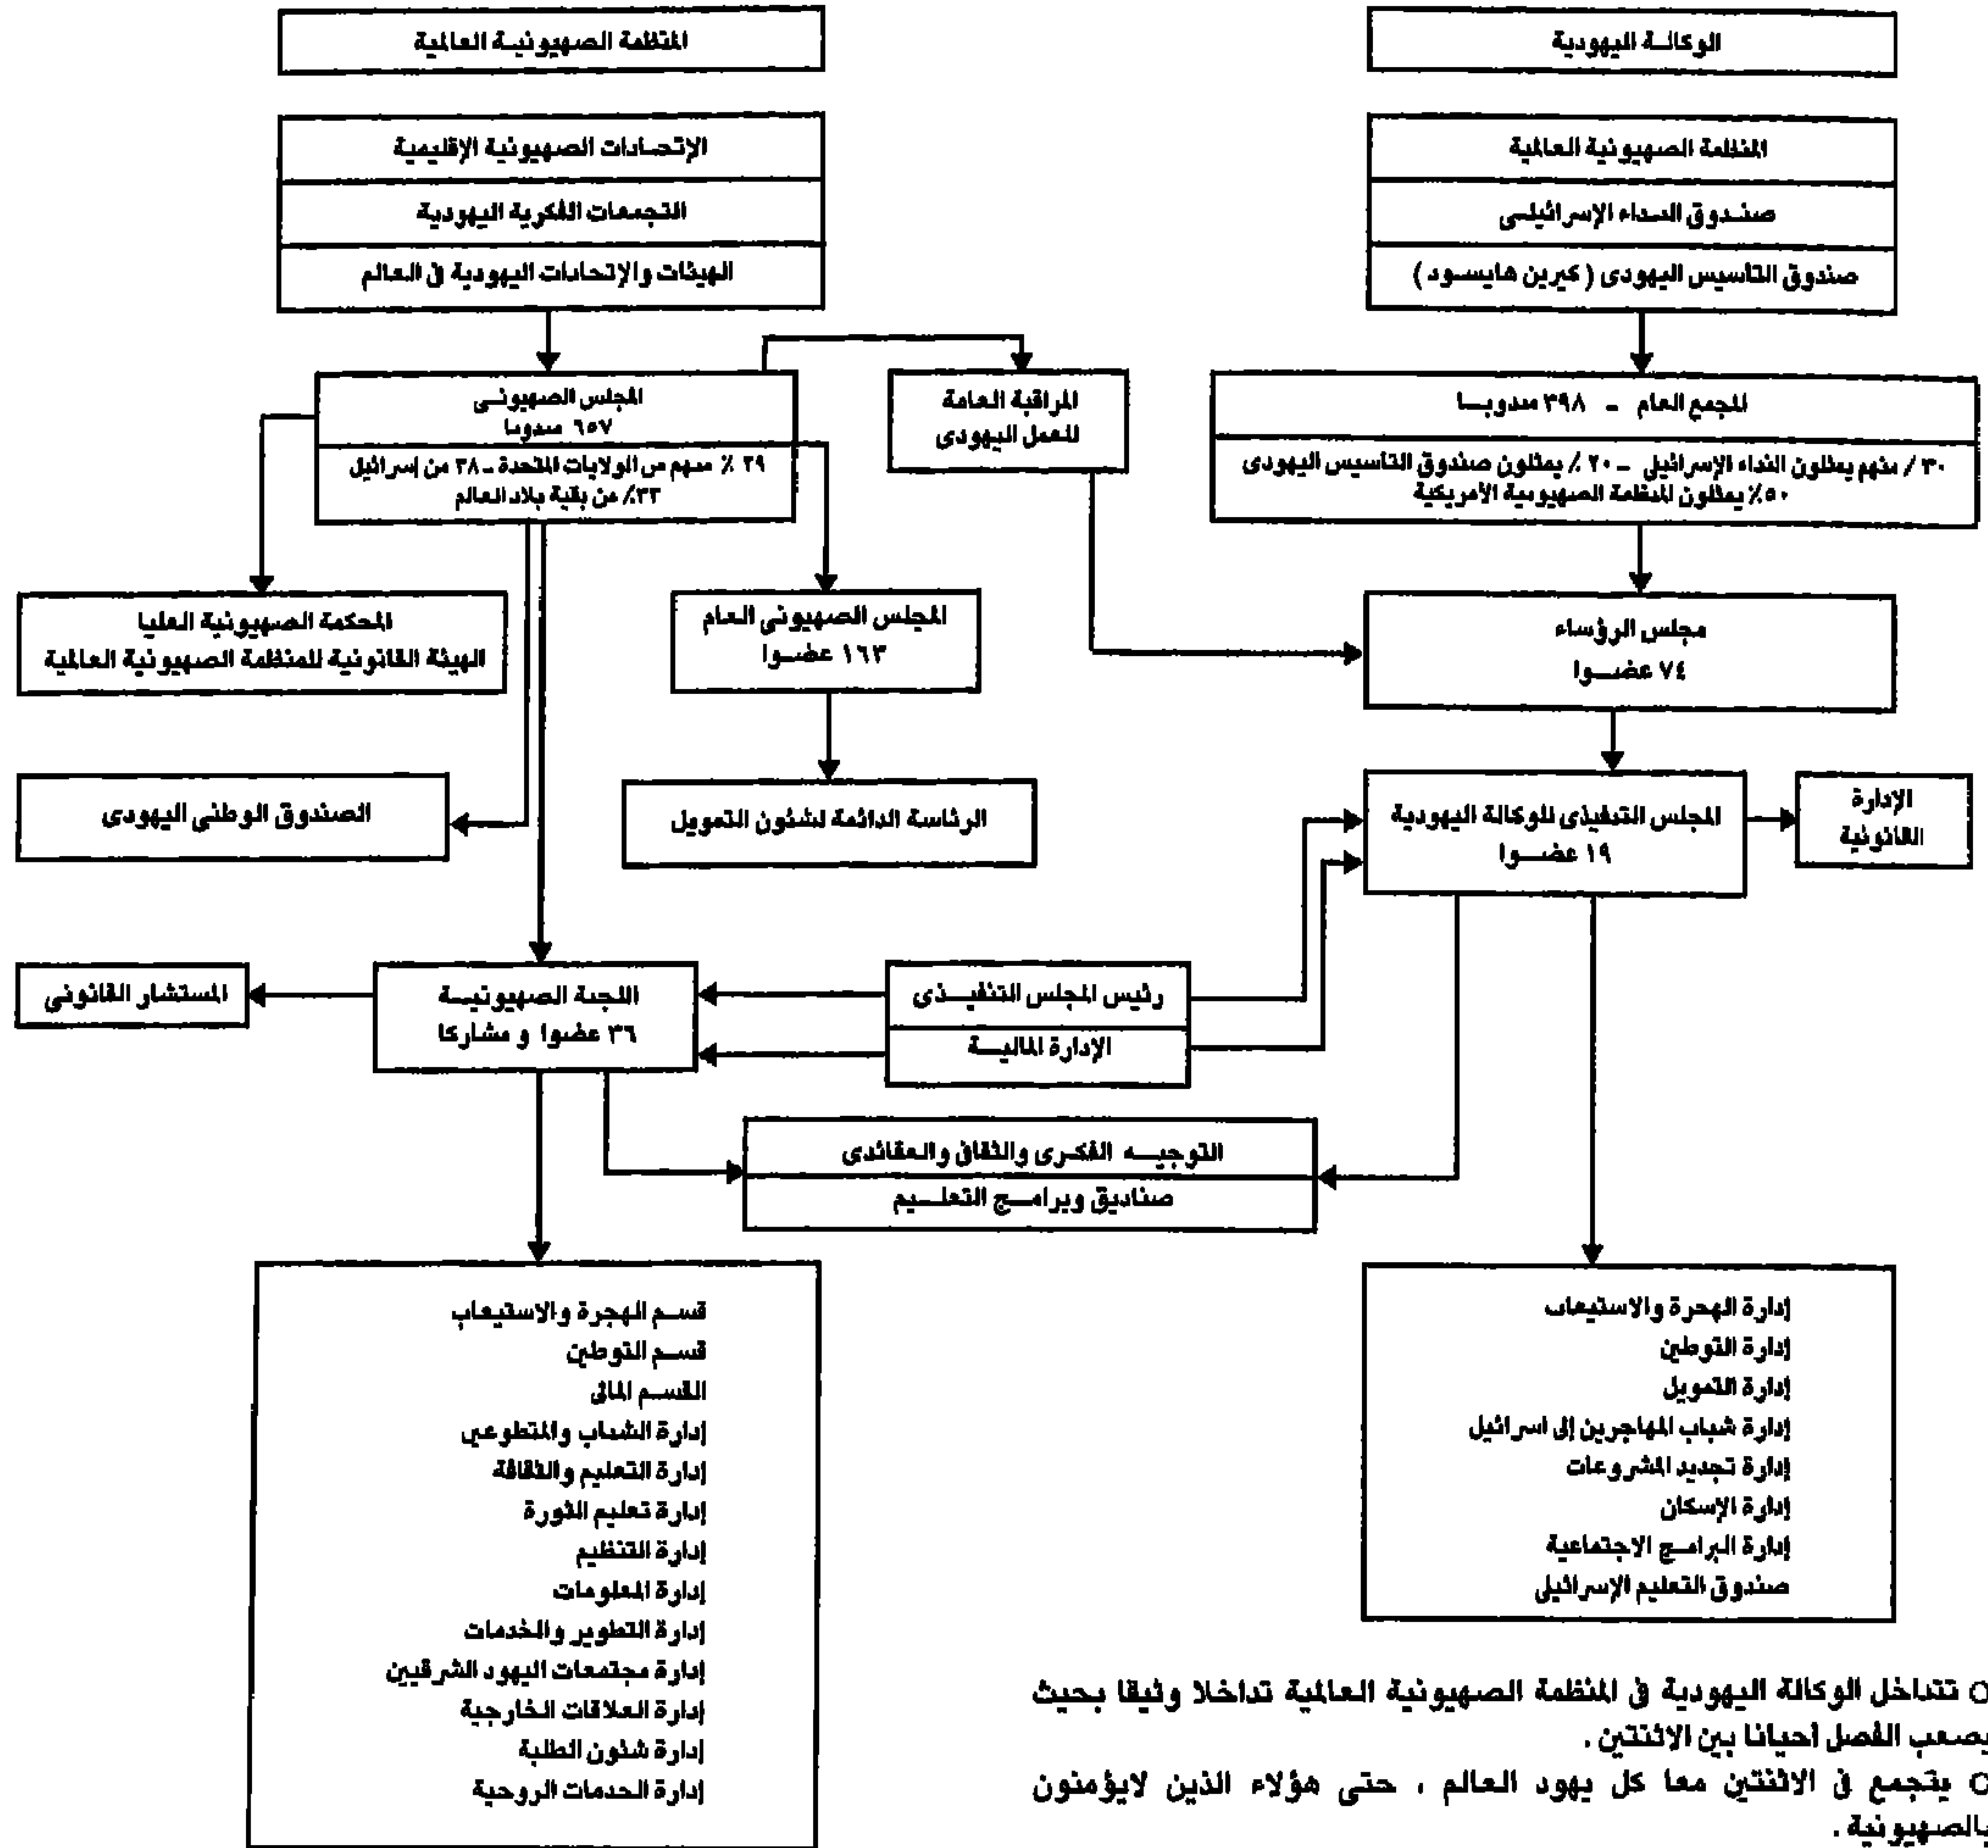 الوكالة اليهودية
المنظمة الصهيونية العالمية
المنظمة الصهيونية العالمية
صندوق النداء الإسرائيلى
صندوق التأسيس اليهودى ( كيرين هايسود )
الإتحادات الصهيونية الإقليمية
التجمعات الفكرية اليهودية
الهيئات والإتحادات اليهودية في العالم
المجمع العام - ٣٩٨ مندوبا
٣٠ / منهم يمثلون النداء الإسرائيلي - ٢٠ ٪ يمثلون صندوق التأسيس اليهودى
٥٠٪ يمثلون المنظمة الصهيونية الأمريكية
المراقبة العامة
للعمل اليهودى
المجلس الصهيونى
٦٥٧ مندوبا
٢٩ ٪ منهم من الولايات المتحدة - ٣٨ من إسرائيل
٣٣٪ من بقية بلاد العالم
مجلس الرؤساء
٧٤ عضوا
المجلس الصهيونى العام
١٦٣ عضوا
المحكمة الصهيونية العليا
الهيئة القانونية للمنظمة الصهيونية العالمية
الإدارة
القانونية
المجلس التنفيذى للوكالة اليهودية
١٩ عضوا
الرئاسة الدائمة لشئون التمويل
الصندوق الوطنى اليهودى
رئيس المجلس التنفيذى
الإدارة المالية
اللجنة الصهيونية
٣٦ عضوا و مشاركا
المستشار القانونى
التوجيه الفكرى والثقافى والعقائدى
صناديق وبرامج التعليم
إدارة الهجرة والاستيعاب
إدارة التوطين
إدارة التمويل
إدارة شباب المهاجرين إلى اسرائيل
إدارة تجديد المشروعات
إدارة الإسكان
إدارة البرامج الاجتماعية
صندوق التعليم الإسرائيلى
قسم الهجرة والاستيعاب
قسم التوطين
القسم المالى
إدارة الشباب والمتطوعين
إدارة التعليم والثقافة
إدارة تعليم الثورة
إدارة التنظيم
إدارة المعلومات
إدارة التطوير والخدمات
إدارة مجتمعات اليهود الشرقيين
إدارة العلاقات الخارجية
إدارة شئون الطلبة
إدارة الخدمات الروحية
○ تتداخل الوكالة اليهودية في المنظمة الصهيونية العالمية تداخلا وثيقا بحيث
يصعب الفصل أحيانا بين الاثنتين .
○ يتجمع في الاثنتين معا كل يهود العالم ، حتى هؤلاء الذين لايؤمنون
بالصهيونية .